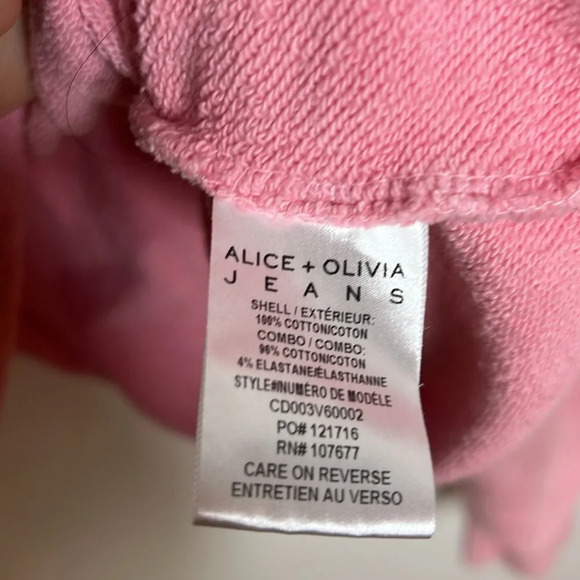 ALICE + OLIVIA
JEANS
SHELL / EXTÉRIEUR:
100% COTTON/COTON
COMBO / COMBO:
96% COTTON/COTON
4% ELASTANE/ÉLASTHANNE
STYLE#/NUMÉRO DE MODÈLE
CD003V60002
PO# 121716
RN# 107677
CARE ON REVERSE
ENTRETIEN AU VERSO